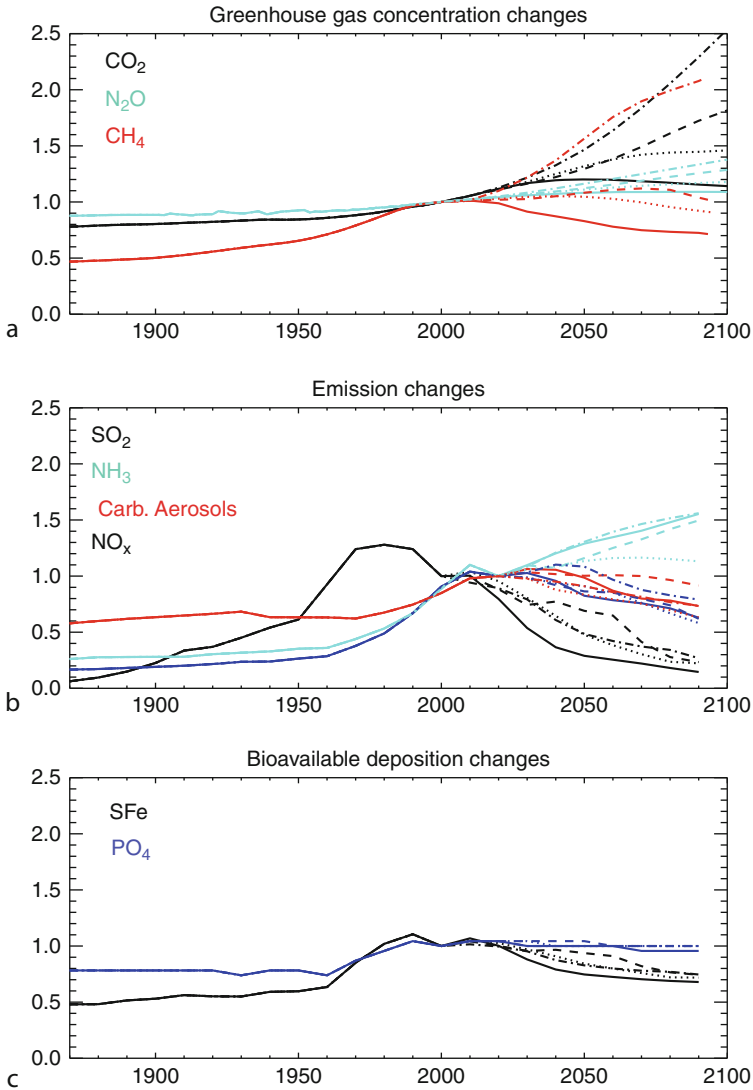 Greenhouse gas concentration changes
2.5
CO₂
2.0
N₂O
CH₄
1.5
1.0
0.5
0.0
1900 1950 2000 2050 2100
a
Emission changes
2.5
SO₂
2.0
NH₃
Carb. Aerosols
1.5
NOₓ
1.0
0.5
0.0
1900 1950 2000 2050 2100
b
Bioavailable deposition changes
2.5
SFe
2.0
PO₄
1.5
1.0
0.5
0.0
1900 1950 2000 2050 2100
c